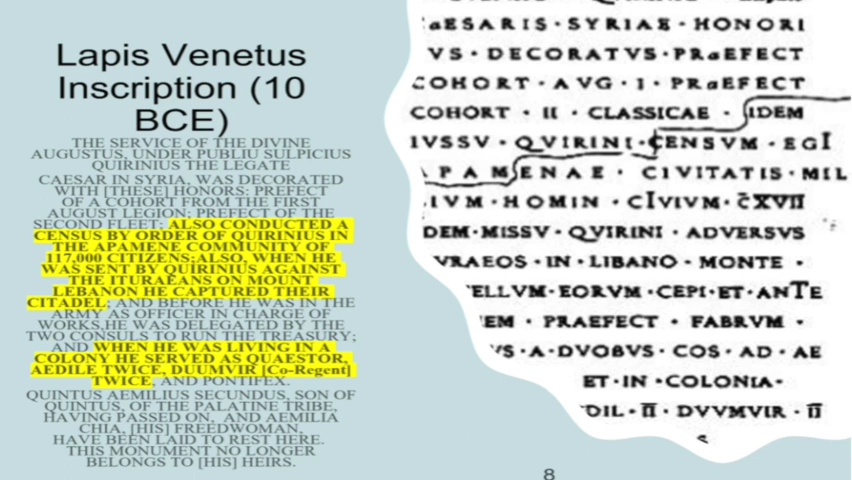 Lapis Venetus
Inscription (10
BCE)
THE SERVICE OF THE DIVINE
AUGUSTUS, UNDER PUBLIU SULPICIUS
QUIRINIUS THE LEGATE
CAESAR IN SYRIA, WAS DECORATED
WITH [THESE] HONORS: PREFECT
OF A COHORT FROM THE FIRST
AUGUST LEGION; PREFECT OF THE
SECOND FLEET; ALSO CONDUCTED A
CENSUS BY ORDER OF QUIRINIUS IN
THE APAMENE COMMUNITY OF
117,000 CITIZENS;ALSO, WHEN HE
WAS SENT BY QUIRINIUS AGAINST
THE ITURAEANS ON MOUNT
LEBANON HE CAPTURED THEIR
CITADEL; AND BEFORE HE WAS IN THE
ARMY AS OFFICER IN CHARGE OF
WORKS,HE WAS DELEGATED BY THE
TWO CONSULS TO RUN THE TREASURY;
AND WHEN HE WAS LIVING IN A
COLONY HE SERVED AS QUAESTOR,
AEDILE TWICE, DUUMVIR [Co-Regent]
TWICE, AND PONTIFEX.
QUINTUS AEMILIUS SECUNDUS, SON OF
QUINTUS, OF THE PALATINE TRIBE,
HAVING PASSED ON, AND AEMILIA
CHIA, [HIS] FREEDWOMAN,
HAVE BEEN LAID TO REST HERE.
THIS MONUMENT NO LONGER
BELONGS TO [HIS] HEIRS.
aESARIS · SYRIAE · HONORI
VS · DECORATVS · PRaEFECT
COHORT · AVG · I · PRaEFECT
COHORT · II · CLASSICAE · IDEM
IVSSV · QVIRINI · CENSVM · EGI
APAMENAE · CIVITATIS · MIL
IVM · HOMIN · CIVIVM · CXVII
DEM · MISSV · QVIRINI · ADVERSVS
VRAEOS · IN · LIBANO · MONTE ·
ELLVM · EORVM · CEPI · ET · ANTE
EM · PRAEFECT · FABRVM ·
VS · A · DVOBVS · COS · AD · AE
ET · IN · COLONIA ·
DIL · II · DVVMVIR · II
8